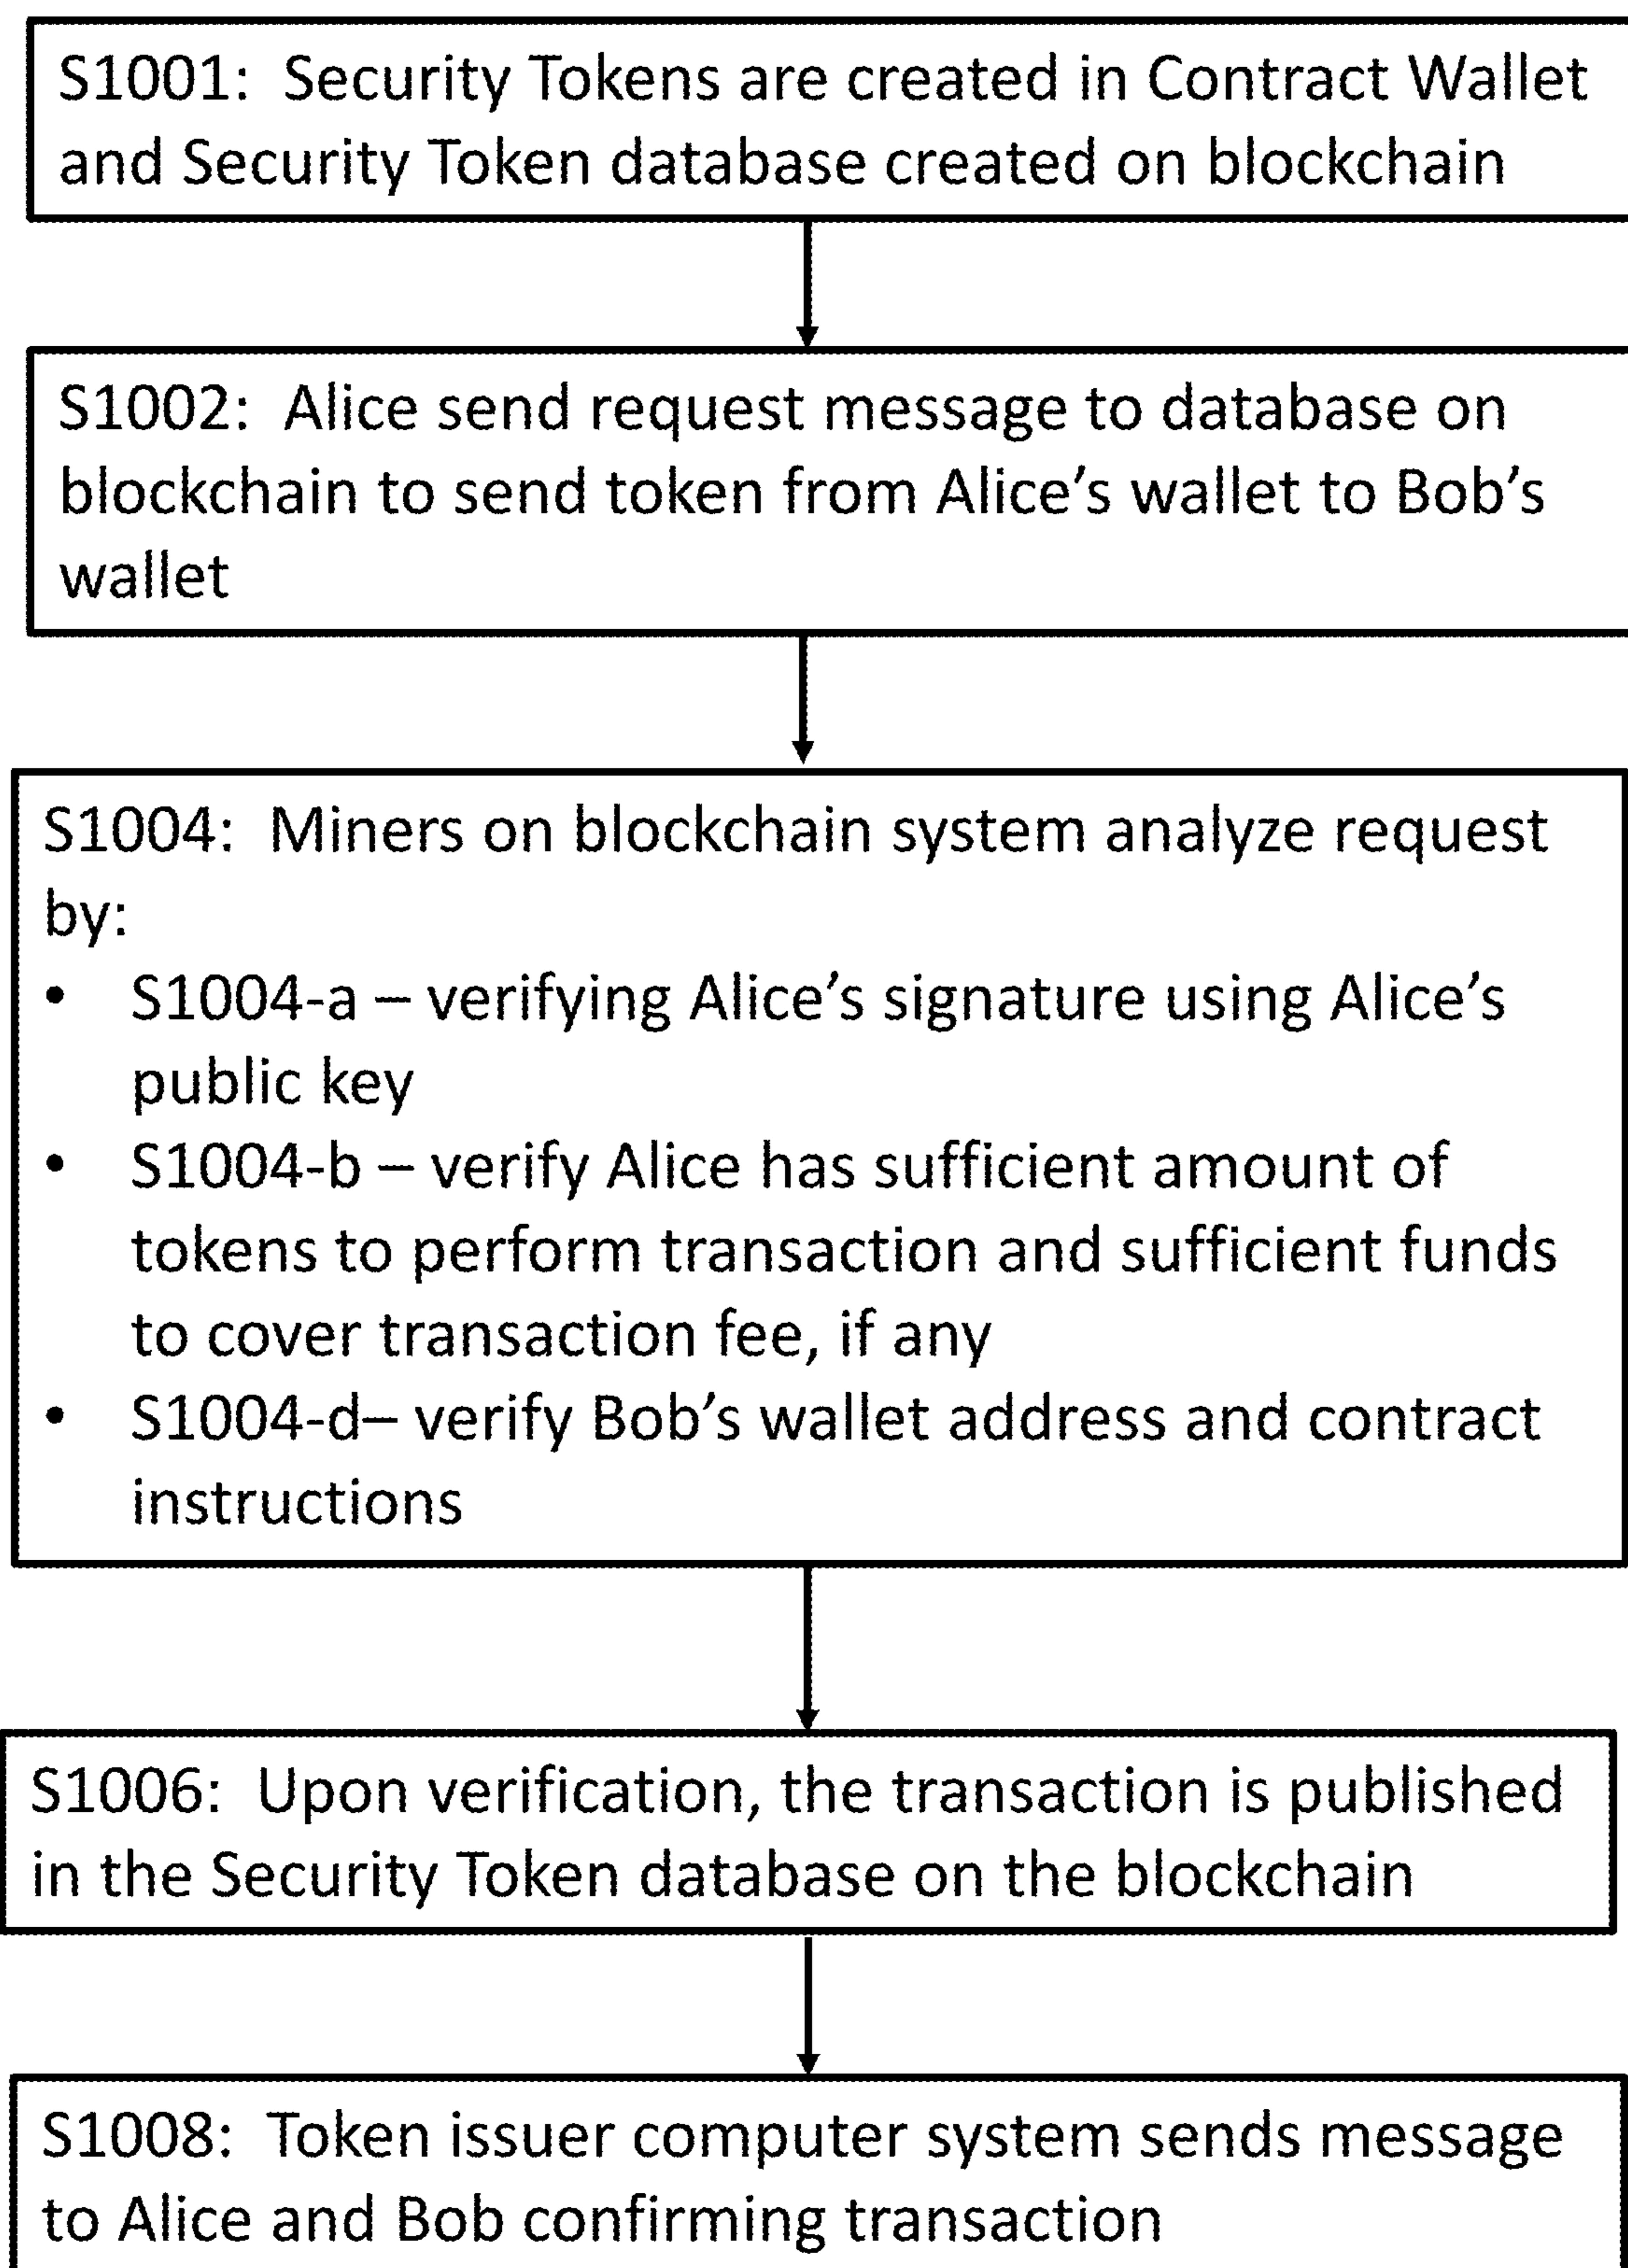 S1001:  Security Tokens are created in Contract Wallet
and Security Token database created on blockchain
S1002:  Alice send request message to database on
blockchain to send token from Alice’s wallet to Bob’s
wallet
S1004:  Miners on blockchain system analyze request
by:
• S1004-a – verifying Alice’s signature using Alice’s
public key
• S1004-b – verify Alice has sufficient amount of
tokens to perform transaction and sufficient funds
to cover transaction fee, if any
• S1004-d– verify Bob’s wallet address and contract
instructions
S1006:  Upon verification, the transaction is published
in the Security Token database on the blockchain
S1008:  Token issuer computer system sends message
to Alice and Bob confirming transaction